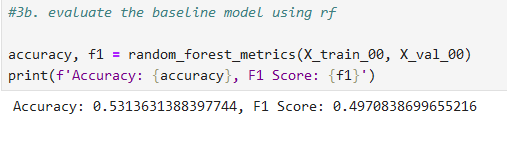 #3b. evaluate the baseline model using rf
accuracy, f1 = random_forest_metrics(X_train_00, X_val_00)
print(f'Accuracy: {accuracy}, F1 Score: {f1}')
Accuracy: 0.5313631388397744, F1 Score: 0.4970838699655216